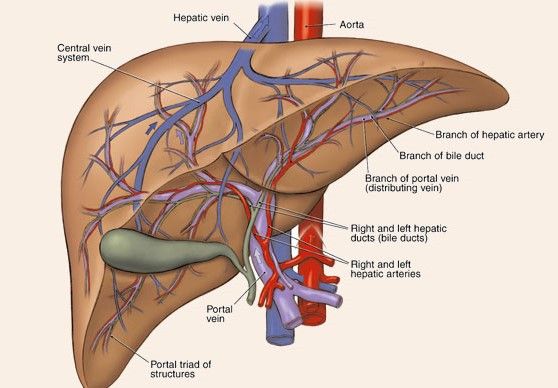 Hepatic vein
Aorta
Central vein
system
Branch of hepatic artery
Branch of bile duct
Branch of portal vein
(distributing vein)
Right and left hepatic
ducts (bile ducts)
Right and left
hepatic arteries
Portal
vein
Portal triad of
structures